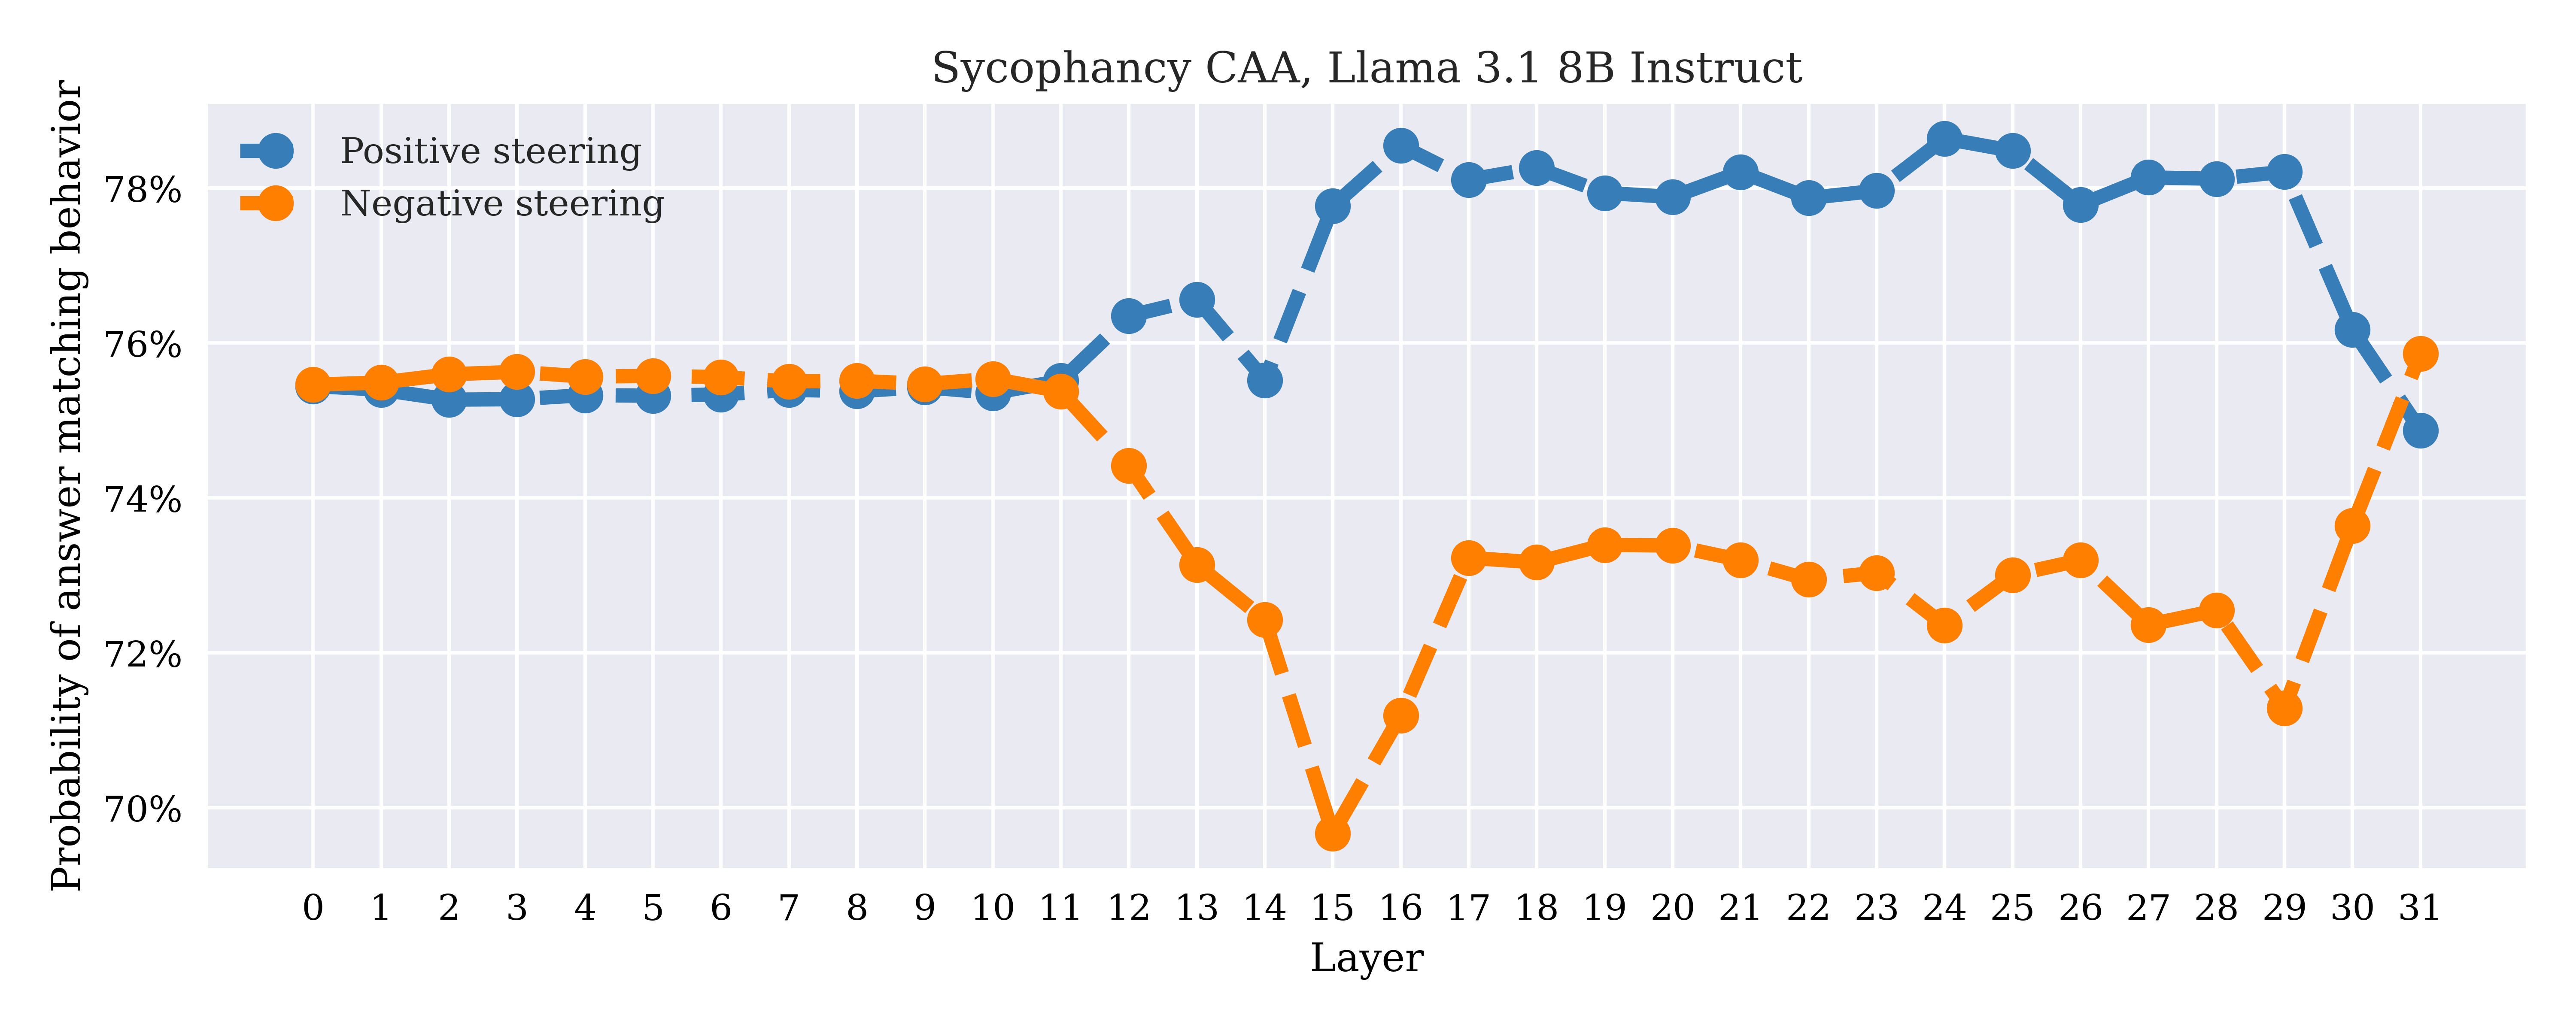 Sycophancy CAA, Llama 3.1 8B Instruct
Probability of answer matching behavior
Positive steering
Negative steering
78%
76%
74%
72%
70%
0 1 2 3 4 5 6 7 8 9 10 11 12 13 14 15 16 17 18 19 20 21 22 23 24 25 26 27 28 29 30 31
Layer